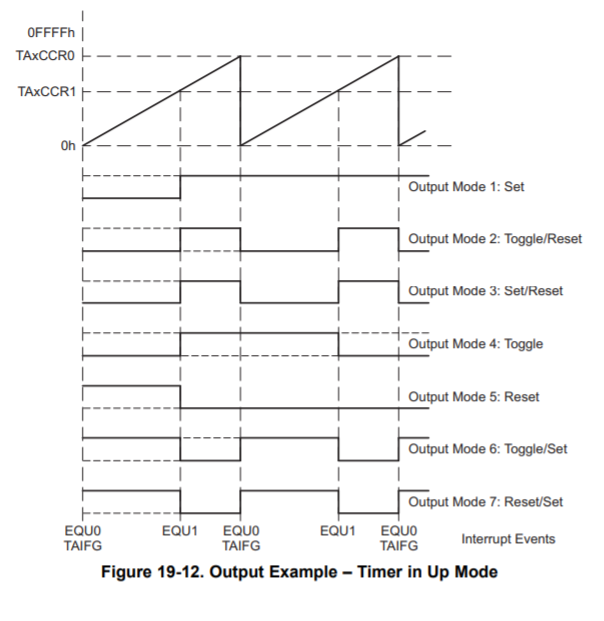 0FFFFh
TAxCCR0
TAxCCR1
0h
Output Mode 1: Set
Output Mode 2: Toggle/Reset
Output Mode 3: Set/Reset
Output Mode 4: Toggle
Output Mode 5: Reset
Output Mode 6: Toggle/Set
Output Mode 7: Reset/Set
EQU0 EQU1 EQU0 EQU1 EQU0
TAIFG TAIFG TAIFG
Interrupt Events
Figure 19-12. Output Example – Timer in Up Mode